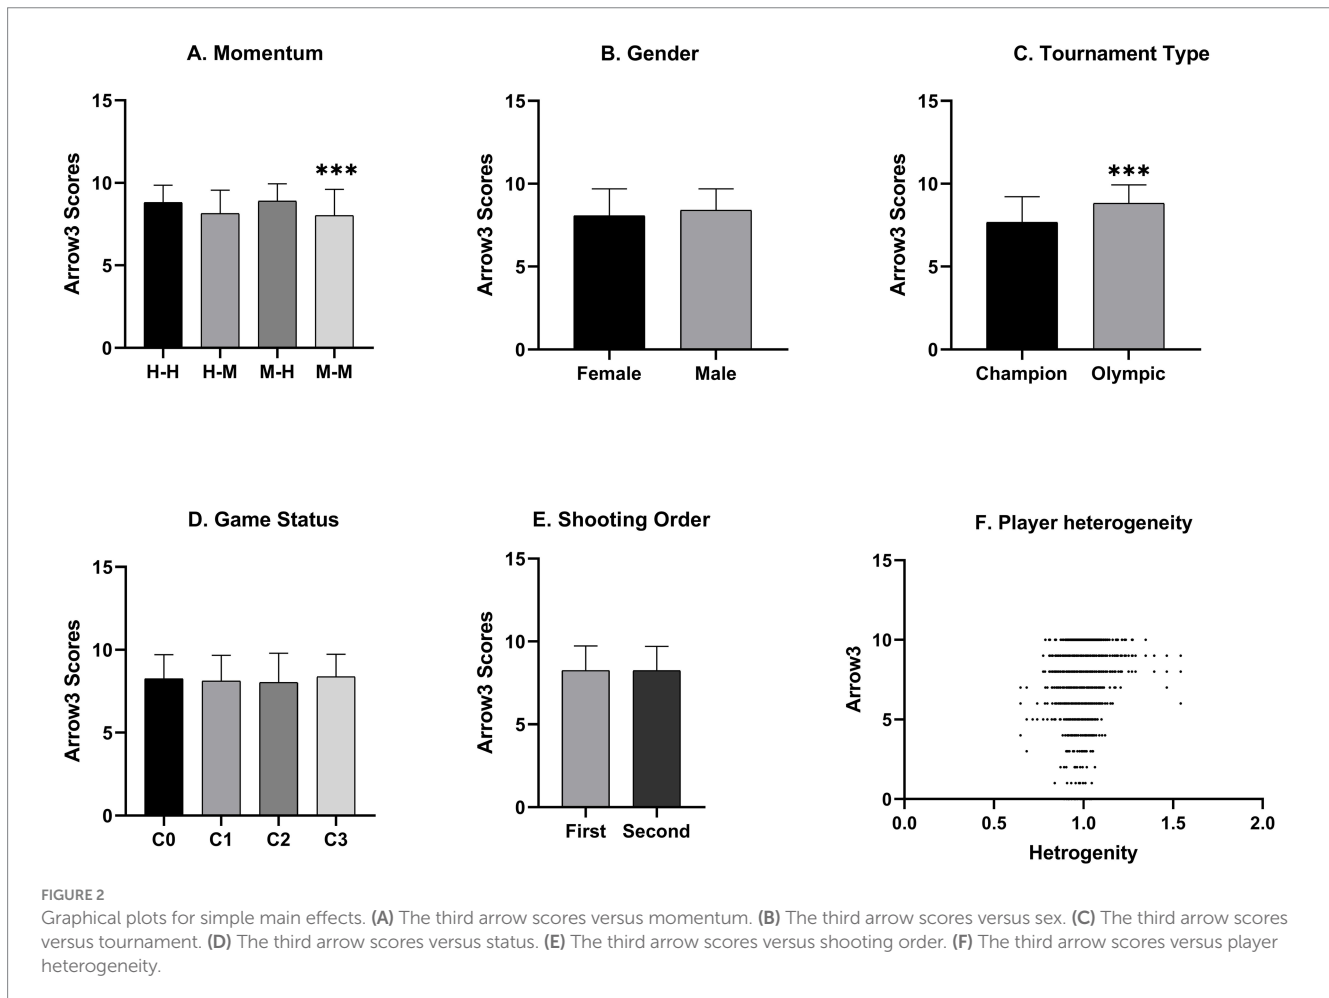 A. Momentum
15
10
5
0
Arrow3 Scores
***
H-H H-M M-H M-M
B. Gender
15
10
5
0
Arrow3 Scores
Female Male
C. Tournament Type
15
10
5
0
Arrow3 Scores
***
Champion Olympic
D. Game Status
15
10
5
0
Arrow3 Scores
C0 C1 C2 C3
E. Shooting Order
15
10
5
0
Arrow3 Scores
First Second
F. Player heterogeneity
15
10
5
0
Arrow3
0.0 0.5 1.0 1.5 2.0
Hetrogenity
FIGURE 2
Graphical plots for simple main effects. (A) The third arrow scores versus momentum. (B) The third arrow scores versus sex. (C) The third arrow scores
versus tournament. (D) The third arrow scores versus status. (E) The third arrow scores versus shooting order. (F) The third arrow scores versus player
heterogeneity.